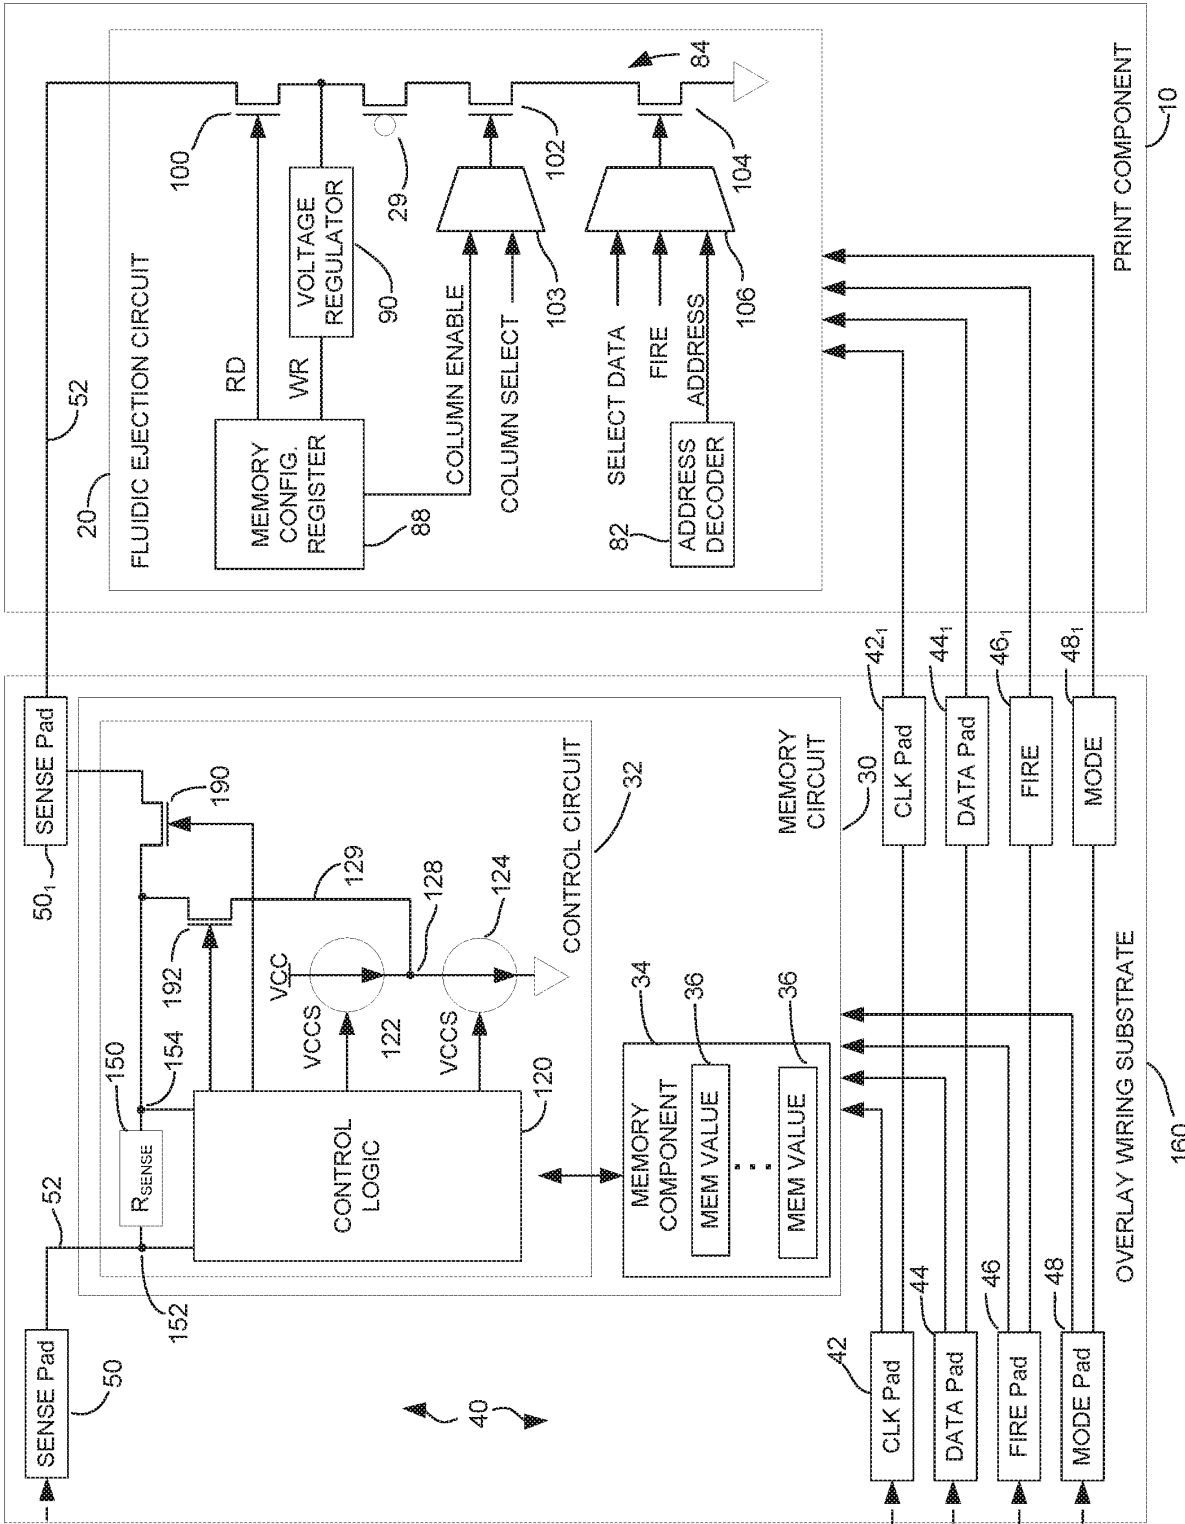 50
SENSE Pad
52
152
R_SENSE
150
154
192
190
50₁
SENSE Pad
52
CONTROL
LOGIC
120
VCCS
VCC
122
VCCS
128
129
124
CONTROL CIRCUIT
32
MEMORY
COMPONENT
34
MEM VALUE
36
MEM VALUE
36
MEMORY
CIRCUIT
30
40
42
CLK Pad
44
DATA Pad
46
FIRE Pad
48
MODE Pad
OVERLAY WIRING SUBSTRATE
160
CLK Pad
42₁
DATA Pad
44₁
FIRE
46₁
MODE
48₁
20
FLUIDIC EJECTION CIRCUIT
MEMORY
CONFIG.
REGISTER
88
RD
WR
VOLTAGE
REGULATOR
90
100
29
COLUMN ENABLE
COLUMN SELECT
103
102
82
ADDRESS
DECODER
SELECT DATA
FIRE
ADDRESS
106
104
84
PRINT COMPONENT
10